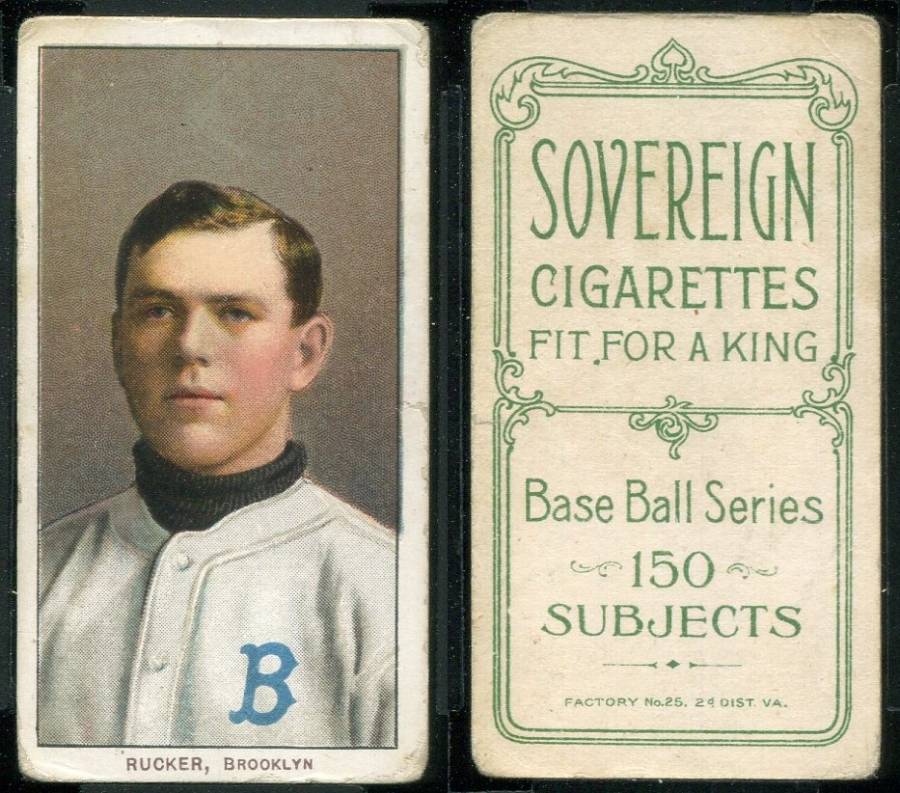 B
RUCKER, BROOKLYN
SOVEREIGN
CIGARETTES
FIT FOR A KING
Base Ball Series
150
SUBJECTS
FACTORY No.25. 2d DIST. VA.